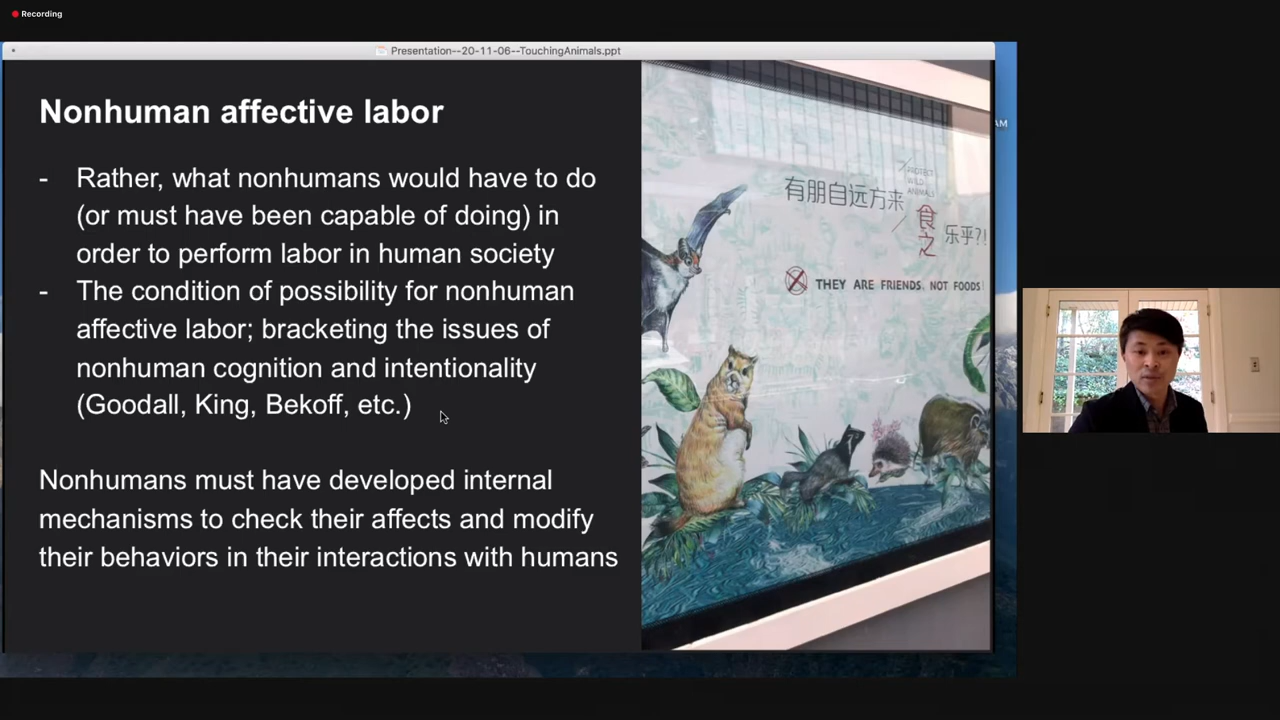 Recording
Presentation--20-11-06--TouchingAnimals.ppt
AM
Nonhuman affective labor
- Rather, what nonhumans would have to do
(or must have been capable of doing) in
order to perform labor in human society
- The condition of possibility for nonhuman
affective labor; bracketing the issues of
nonhuman cognition and intentionality
(Goodall, King, Bekoff, etc.)
Nonhumans must have developed internal
mechanisms to check their affects and modify
their behaviors in their interactions with humans
PROTECT
WILD
ANIMALS
有朋自远方来
食之
乐乎?!
THEY ARE FRIENDS, NOT FOODS!